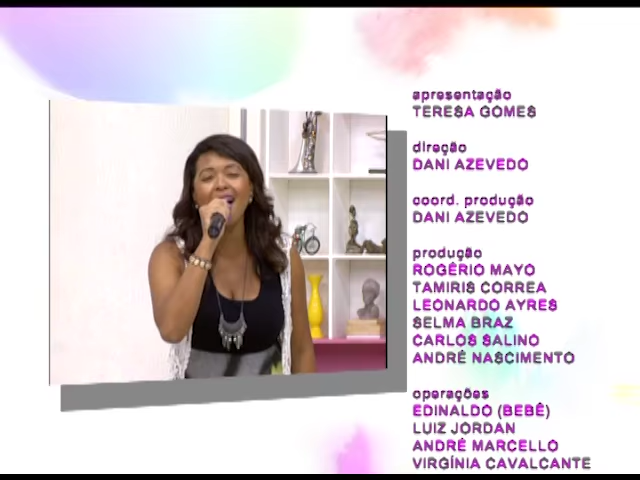 apresentação
TERESA GOMES
direção
DANI AZEVEDO
coord. produção
DANI AZEVEDO
produção
ROGÉRIO MAYO
TAMIRIS CORREA
LEONARDO AYRES
SELMA BRAZ
CARLOS SALINO
ANDRÉ NASCIMENTO
operações
EDINALDO (BEBÊ)
LUIZ JORDAN
ANDRÉ MARCELLO
VIRGÍNIA CAVALCANTE